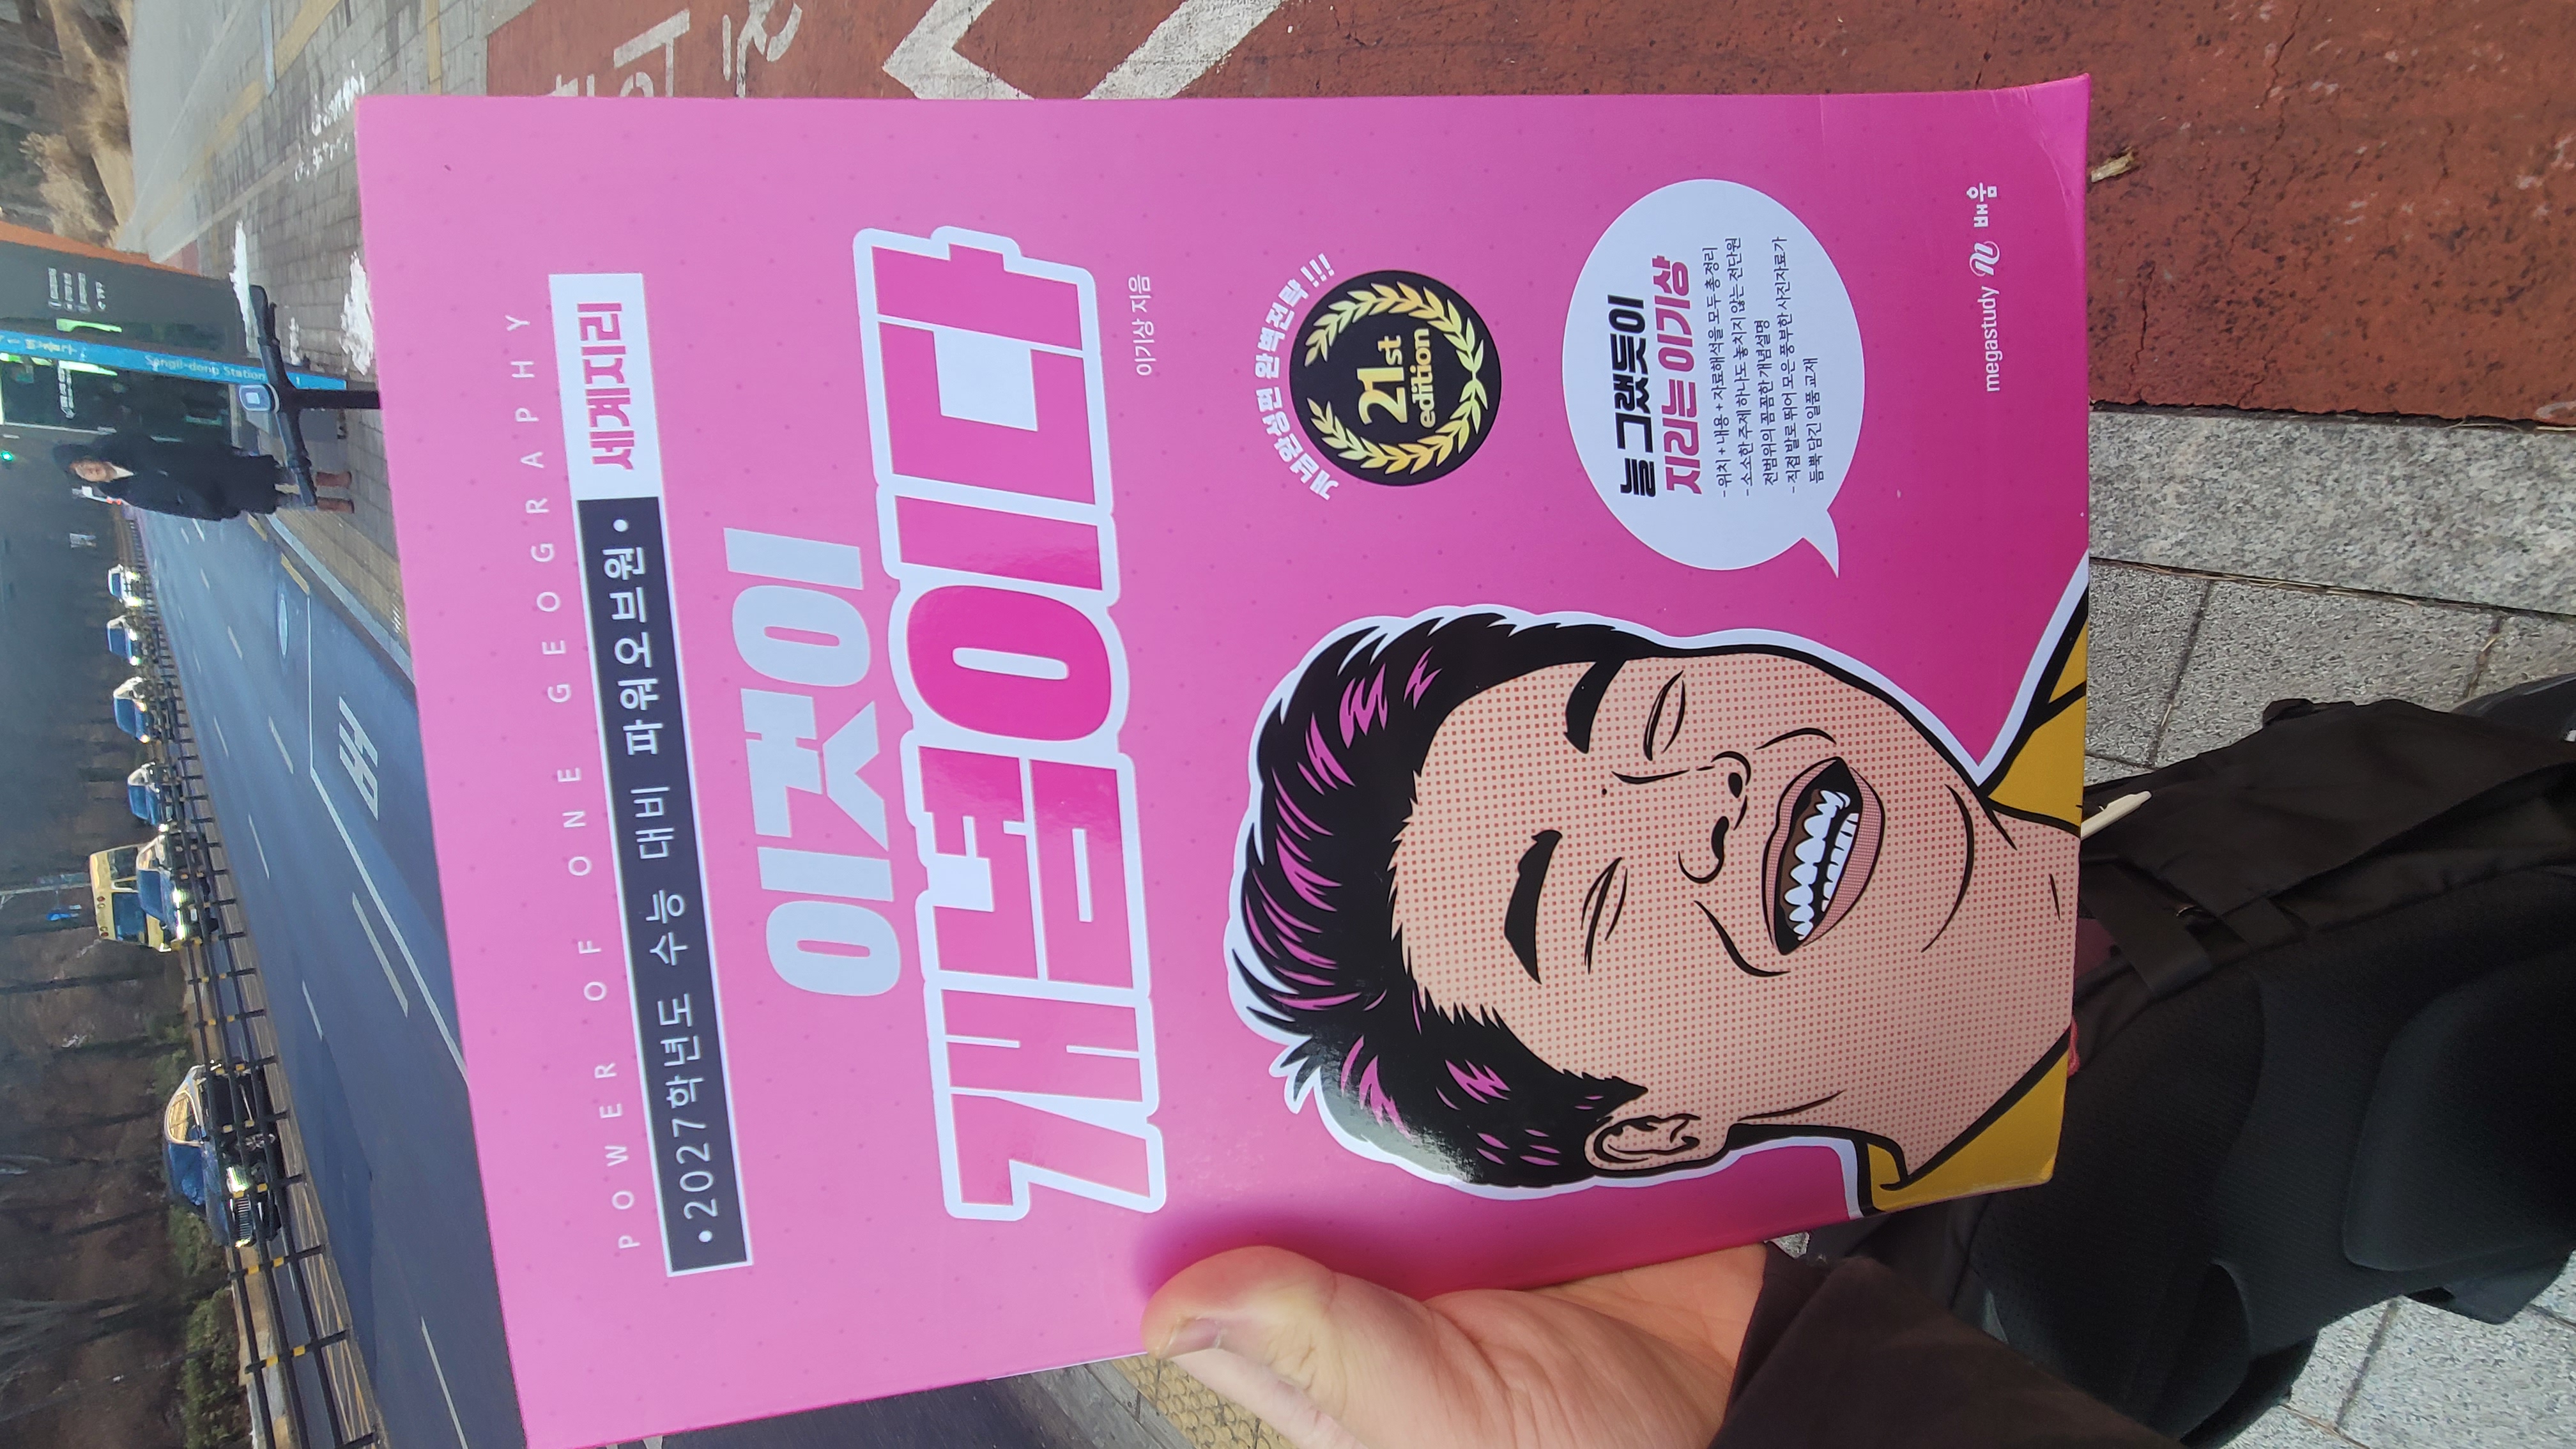 Sangil-dong Station
버
POWER OF ONE GEOGRAPHY
•2027학년도 수능 대비 파워오브원•
세계지리
이것이
개념이다
이기상 지음
개념완성편 완벽전략!!!
21st
edition
늘 그랬듯이
지리는 이기상
- 위치 + 내용 + 자료해석을 모두 총정리
- 소소한 주제 하나도 놓치지 않는 전단원
전범위의 꼼꼼한 개념설명
- 직접 발로 뛰어 모은 풍부한 사진자료가
듬뿍 담긴 일품 교재
megastudy 배움